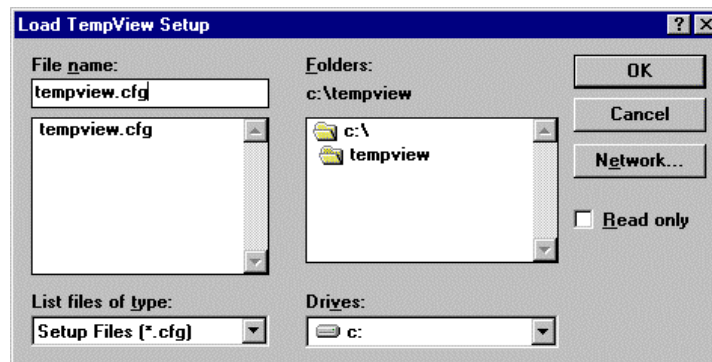 Load TempView Setup
File name:
tempview.cfg
tempview.cfg
List files of type:
Setup Files (*.cfg)
Folders:
c:\tempview
c:\
tempview
Drives:
c:
OK
Cancel
Network...
Read only